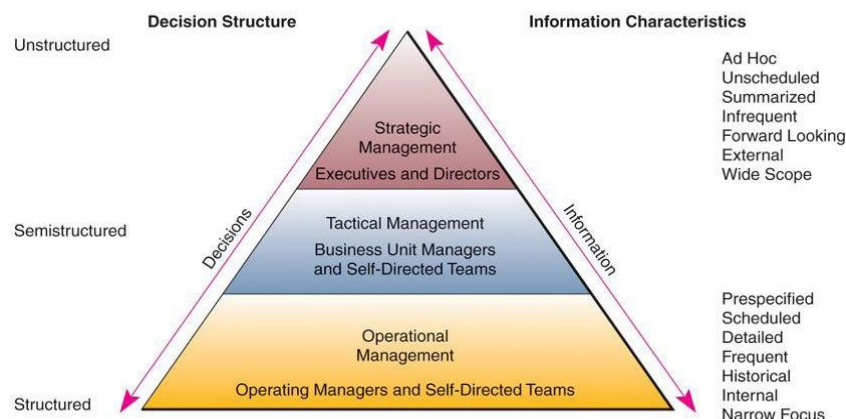 Decision Structure
Information Characteristics
Unstructured
Semistructured
Structured
Decisions
Strategic
Management
Executives and Directors
Tactical Management
Business Unit Managers
and Self-Directed Teams
Operational
Management
Operating Managers and Self-Directed Teams
Information
Ad Hoc
Unscheduled
Summarized
Infrequent
Forward Looking
External
Wide Scope
Prespecified
Scheduled
Detailed
Frequent
Historical
Internal
Narrow Focus